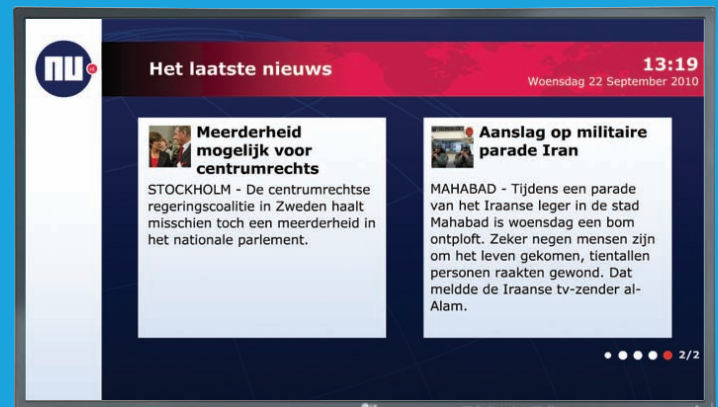 nu
Het laatste nieuws
13:19
Woensdag 22 September 2010
Meerderheid
mogelijk voor
centrumrechts
STOCKHOLM - De centrumrechtse
regeringscoalitie in Zweden haalt
misschien toch een meerderheid in
het nationale parlement.
Aanslag op militaire
parade Iran
MAHABAD - Tijdens een parade
van het Iraanse leger in de stad
Mahabad is woensdag een bom
ontploft. Zeker negen mensen zijn
om het leven gekomen, tientallen
personen raakten gewond. Dat
meldde de Iraanse tv-zender al-
Alam.
2/2